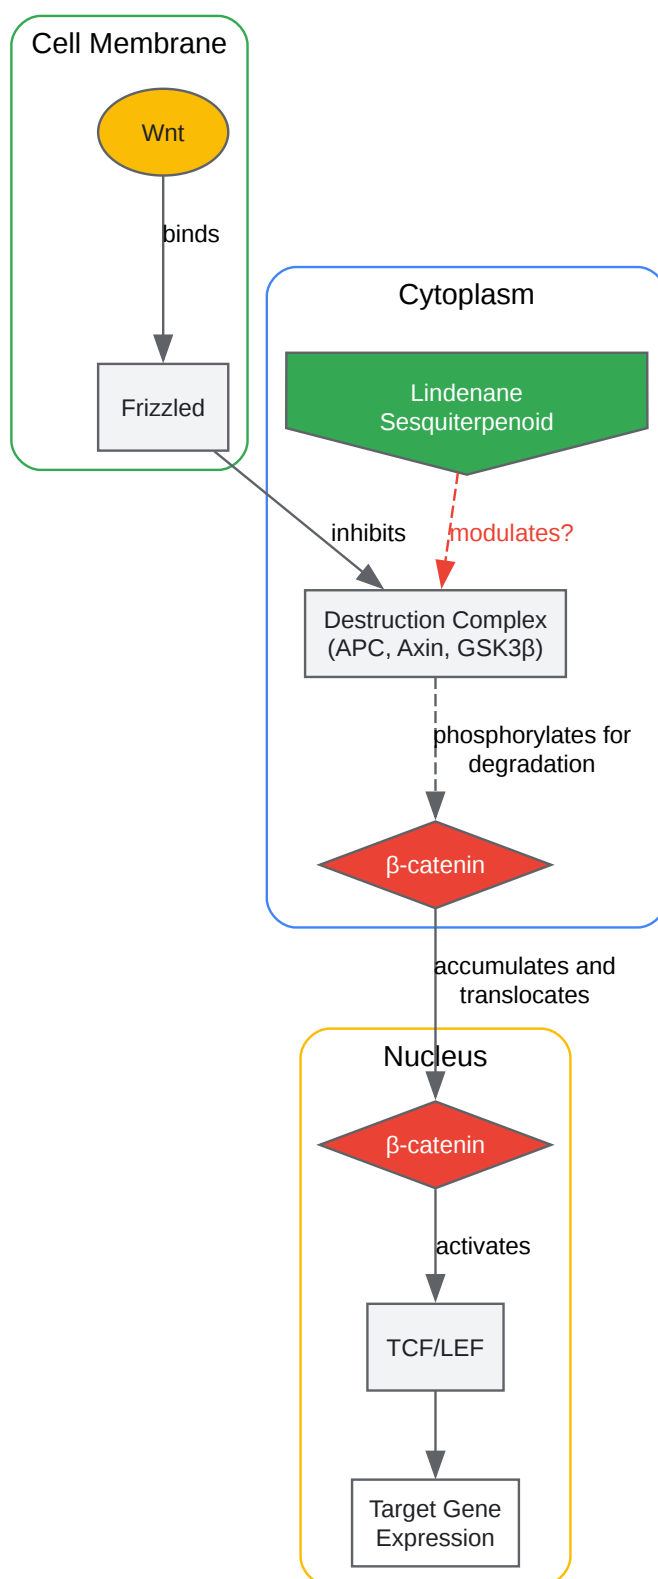 Cell Membrane
Wnt
binds
Frizzled
Cytoplasm
Lindenane
Sesquiterpenoid
inhibits
modulates?
Destruction Complex
(APC, Axin, GSK3β)
phosphorylates for
degradation
β-catenin
accumulates and
translocates
Nucleus
β-catenin
activates
TCF/LEF
Target Gene
Expression